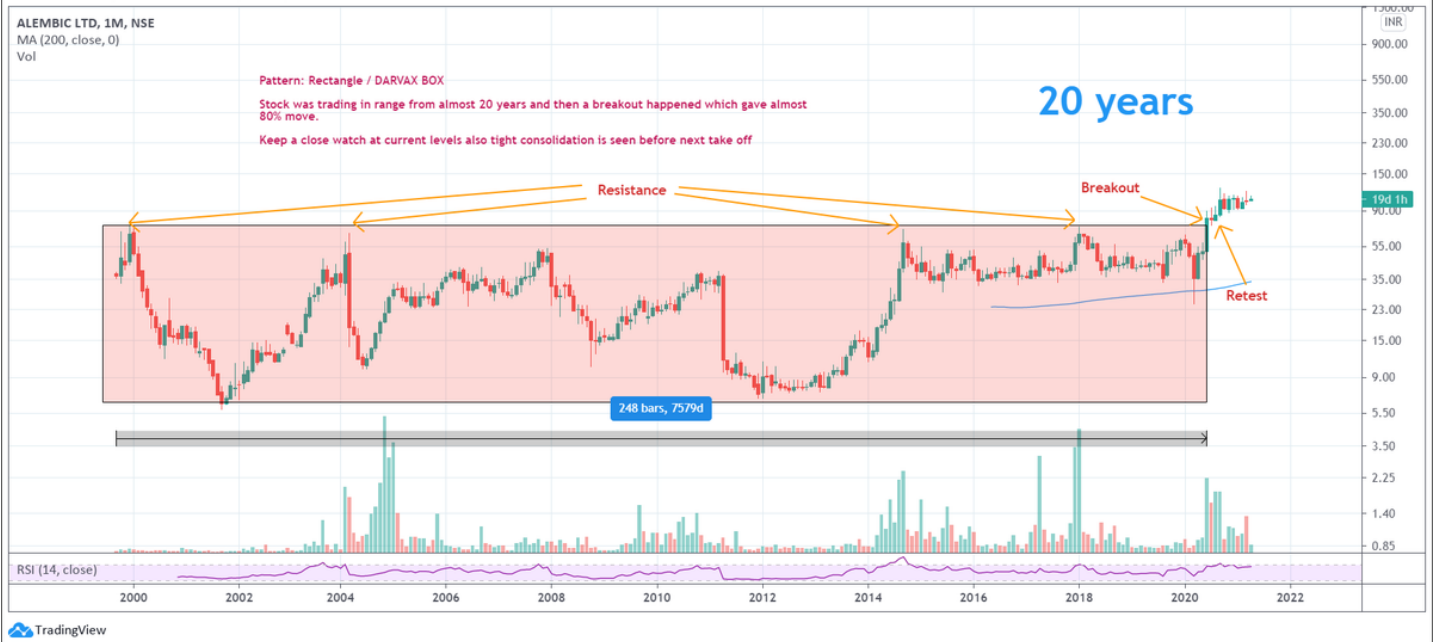 ALEMBIC LTD, 1M, NSE
MA (200, close, 0)
Vol
Pattern: Rectangle / DARVAX BOX
Stock was trading in range from almost 20 years and then a breakout happened which gave almost
80% move.
Keep a close watch at current levels also tight consolidation is seen before next take off
20 years
Resistance
Breakout
Retest
248 bars, 7579d
1500.00
INR
900.00
550.00
350.00
230.00
150.00
19d 1h
90.00
55.00
35.00
23.00
15.00
9.00
5.50
3.50
2.25
1.40
0.85
RSI (14, close)
2000 2002 2004 2006 2008 2010 2012 2014 2016 2018 2020 2022
TradingView